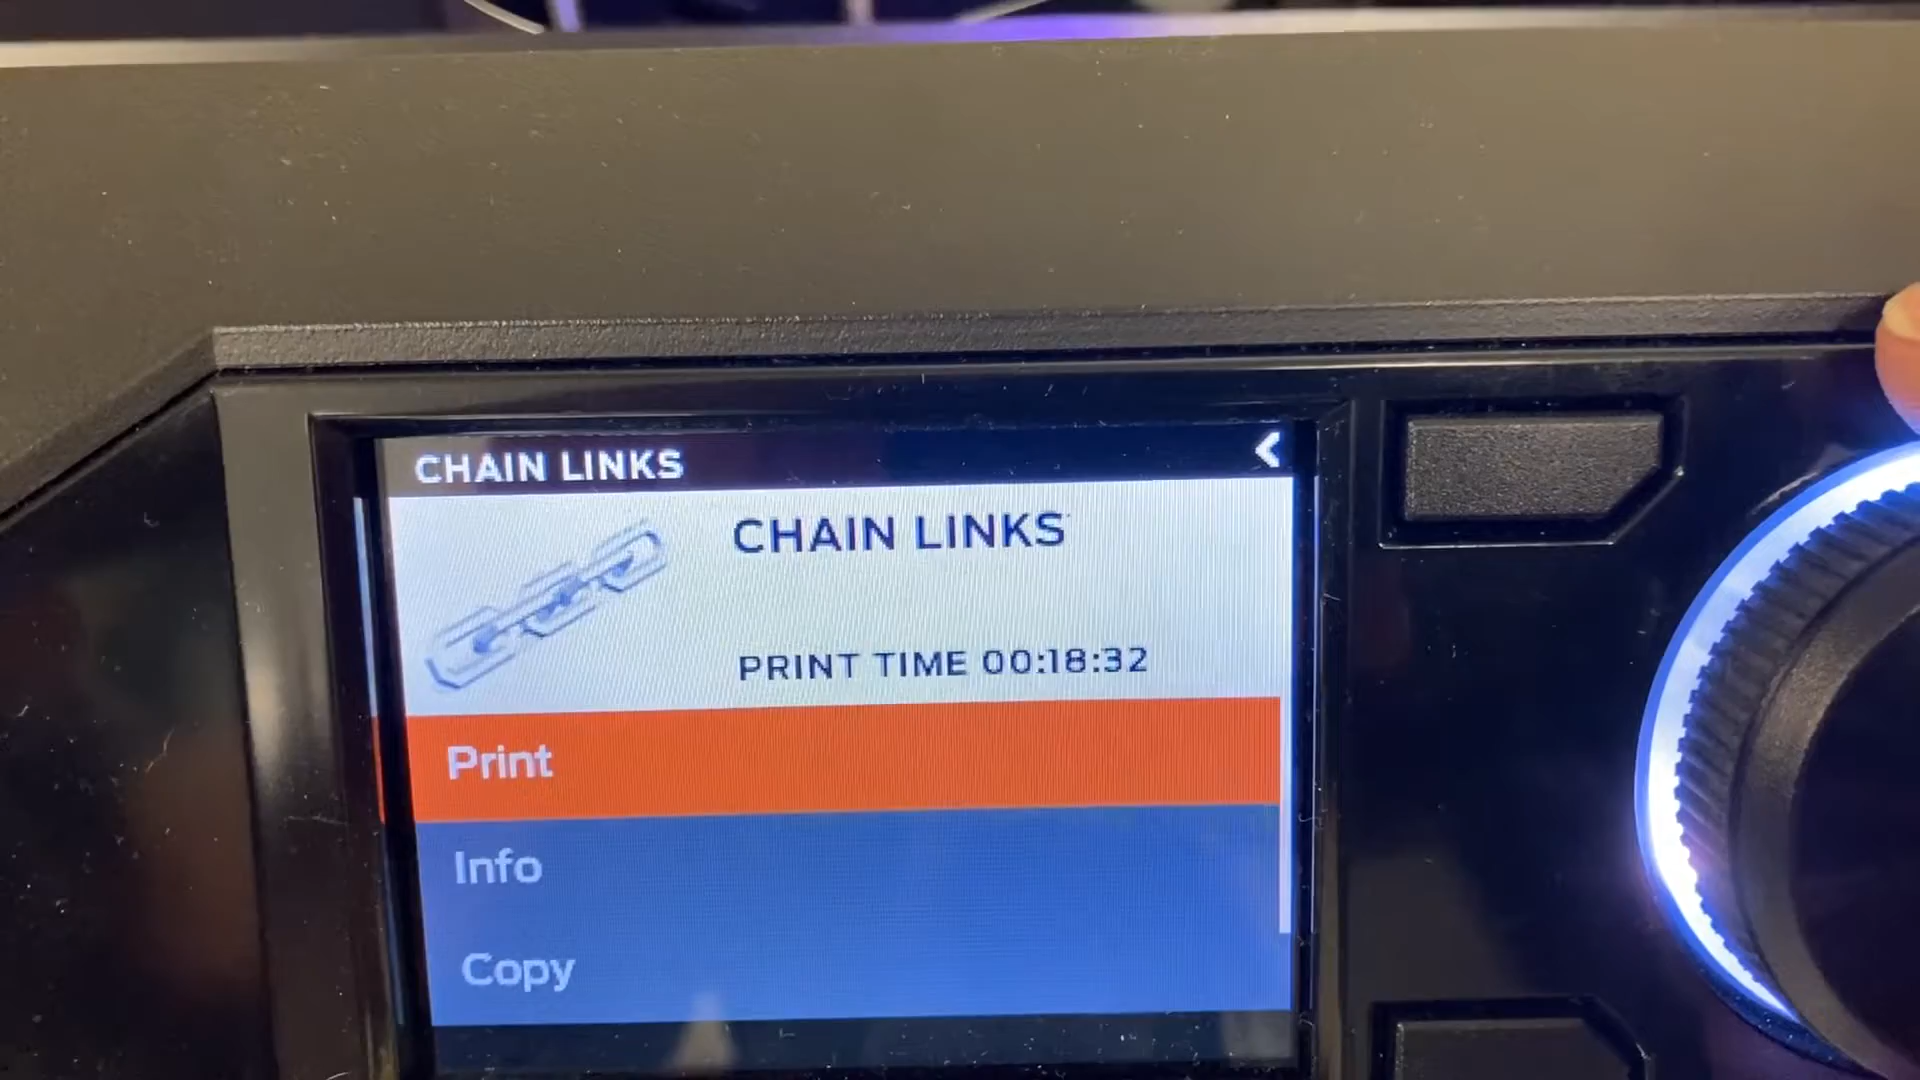 CHAIN LINKS
CHAIN LINKS
PRINT TIME 00:18:32
Print
Info
Copy